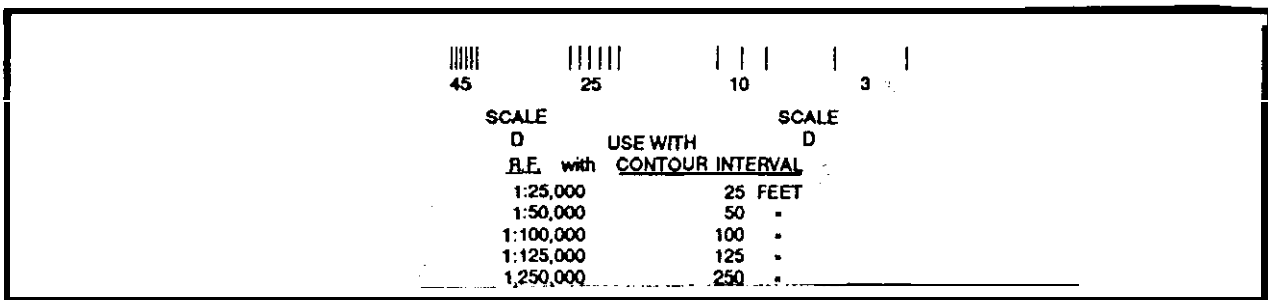 45 25 10 3
SCALE SCALE
D USE WITH D
R.F. with CONTOUR INTERVAL
1:25,000 25 FEET
1:50,000 50 "
1:100,000 100 "
1:125,000 125 "
1,250,000 250 "